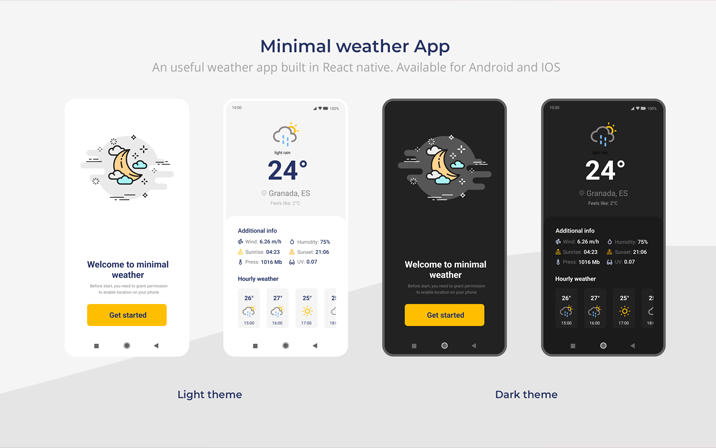 Minimal weather App
An useful weather app built in React native. Available for Android and IOS
Welcome to minimal
weather
Before start, you need to grant permission
to enable location on your phone
Get started
10:00 100%
light rain
24°
Granada, ES
Feels like: 2°C
Additional info
Wind: 6.26 m/h Humidity: 75%
Sunrise: 04:23 Sunset: 21:06
Press: 1016 Mb UV: 0.07
Hourly weather
26° 27° 25° 2
15:00 16:00 17:00 18
Welcome to minimal
weather
Before start, you need to grant permission
to enable location on your phone
Get started
10:00 100%
light rain
24°
Granada, ES
Feels like: 2°C
Additional info
Wind: 6.26 m/h Humidity: 75%
Sunrise: 04:23 Sunset: 21:06
Press: 1016 Mb UV: 0.07
Hourly weather
26° 27° 25° 2
15:00 16:00 17:00 18
Light theme
Dark theme